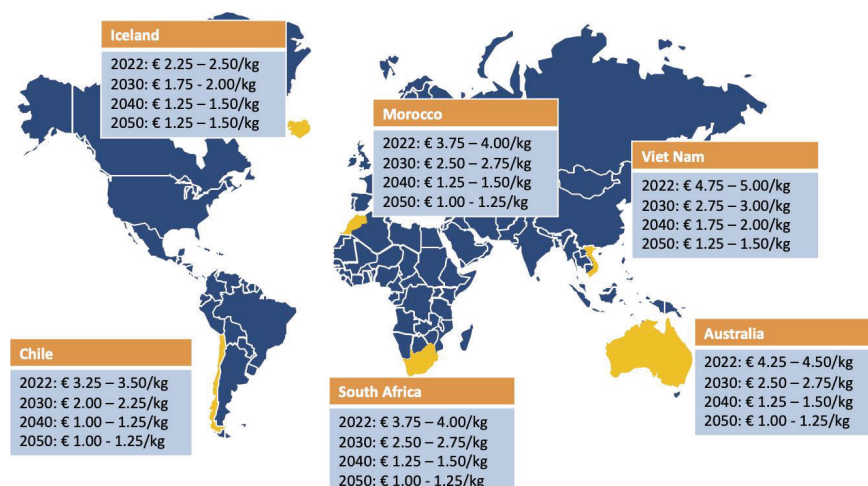 Iceland
2022: € 2.25 – 2.50/kg
2030: € 1.75 - 2.00/kg
2040: € 1.25 – 1.50/kg
2050: € 1.25 – 1.50/kg
Morocco
2022: € 3.75 – 4.00/kg
2030: € 2.50 – 2.75/kg
2040: € 1.25 – 1.50/kg
2050: € 1.00 - 1.25/kg
Viet Nam
2022: € 4.75 – 5.00/kg
2030: € 2.75 – 3.00/kg
2040: € 1.75 – 2.00/kg
2050: € 1.25 – 1.50/kg
Chile
2022: € 3.25 – 3.50/kg
2030: € 2.00 – 2.25/kg
2040: € 1.00 – 1.25/kg
2050: € 1.00 - 1.25/kg
South Africa
2022: € 3.75 – 4.00/kg
2030: € 2.50 – 2.75/kg
2040: € 1.25 – 1.50/kg
2050: € 1.00 - 1.25/kg
Australia
2022: € 4.25 – 4.50/kg
2030: € 2.50 – 2.75/kg
2040: € 1.25 – 1.50/kg
2050: € 1.00 - 1.25/kg